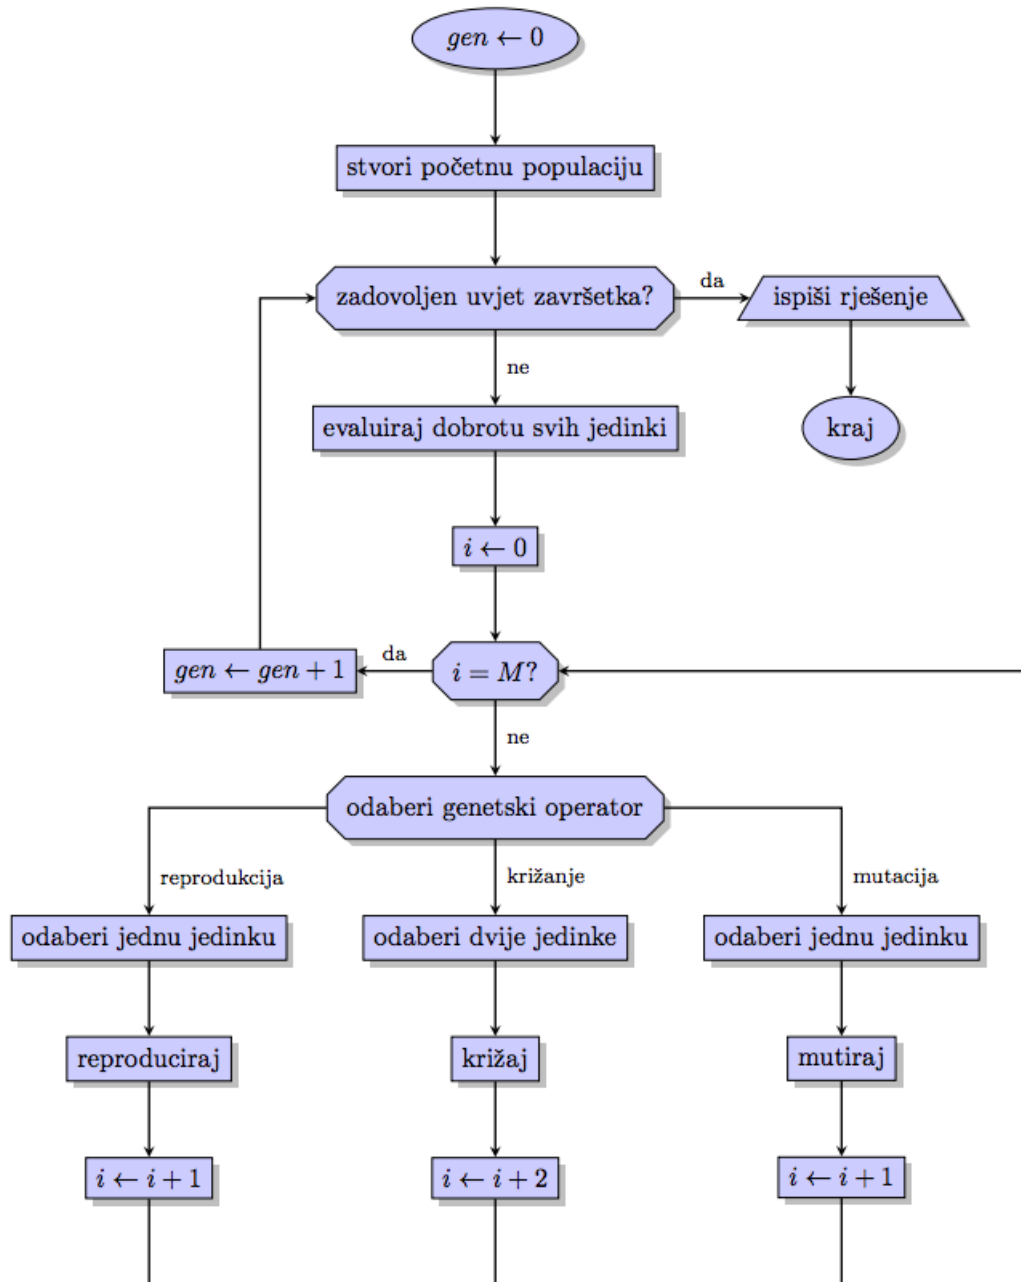 gen ← 0
stvori početnu populaciju
zadovoljen uvjet završetka?
da
ispiši rješenje
ne
evaluiraj dobrotu svih jedinki
kraj
i ← 0
gen ← gen + 1
da
i = M?
ne
odaberi genetski operator
reprodukcija
križanje
mutacija
odaberi jednu jedinku
odaberi dvije jedinke
odaberi jednu jedinku
reproduciraj
križaj
mutiraj
i ← i + 1
i ← i + 2
i ← i + 1